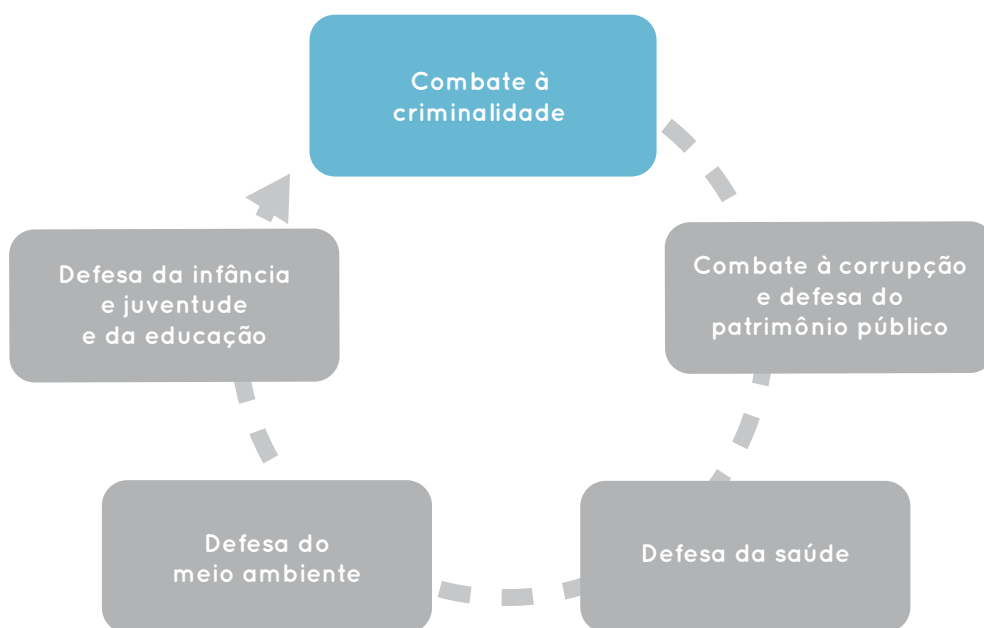 Combate à
criminalidade
Combate à corrupção
e defesa do
patrimônio público
Defesa da saúde
Defesa do
meio ambiente
Defesa da infância
e juventude
e da educação